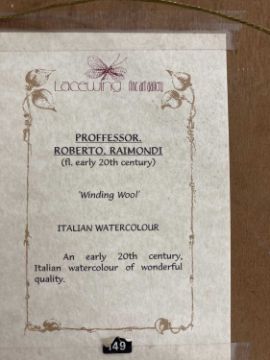 Lacewing fine art gallery
PROFFESSOR.
ROBERTO. RAIMONDI
(fl. early 20th century)
'Winding Wool'
ITALIAN WATERCOLOUR
An early 20th century,
Italian watercolour of wonderful
quality.
49